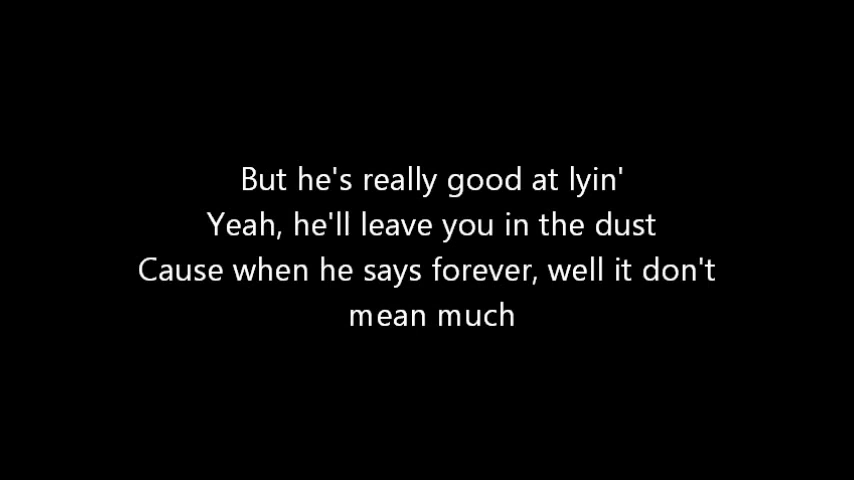 But he's really good at lyin'
Yeah, he'll leave you in the dust
Cause when he says forever, well it don't
mean much